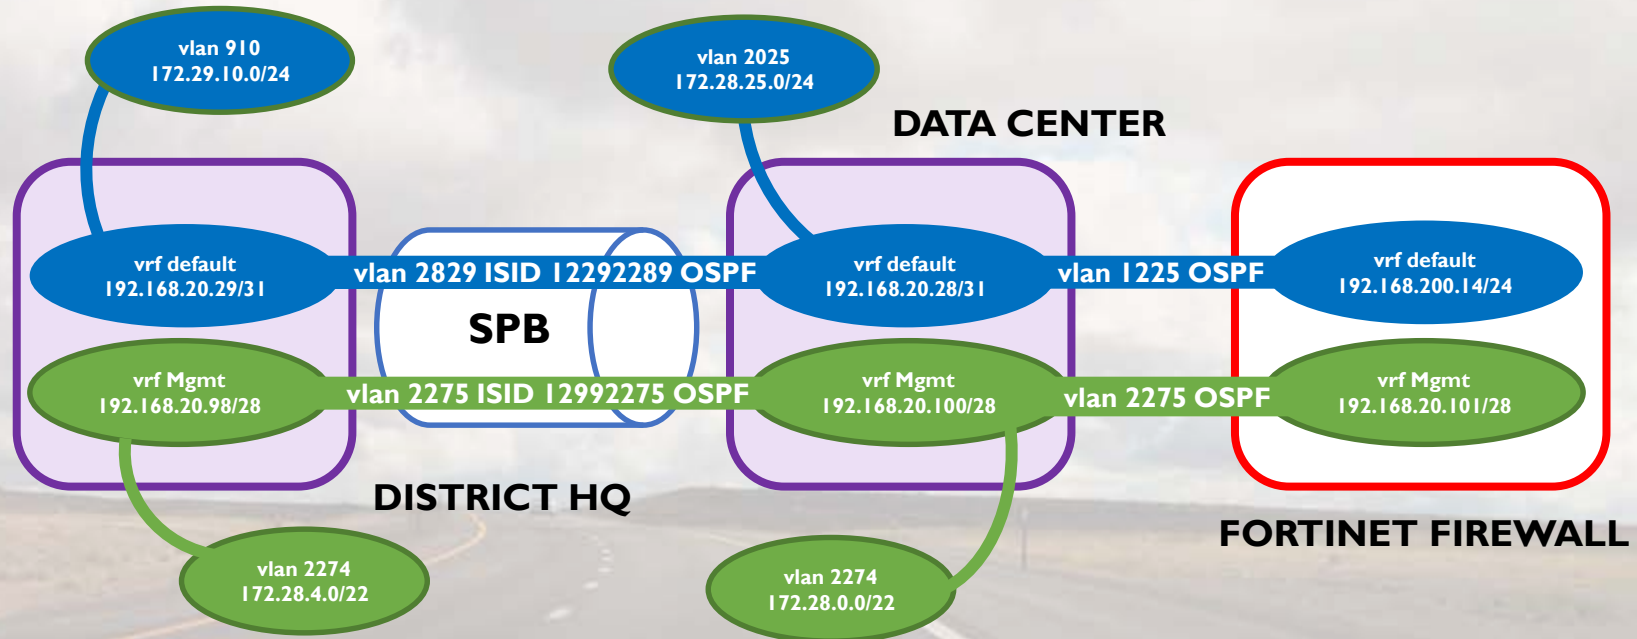 vlan 910
172.29.10.0/24
vlan 2025
172.28.25.0/24
DATA CENTER
vrf default
192.168.20.29/31
vlan 2829 ISID 12292289 OSPF
vrf default
192.168.20.28/31
vlan 1225 OSPF
vrf default
192.168.200.14/24
SPB
vrf Mgmt
192.168.20.98/28
vlan 2275 ISID 12992275 OSPF
vrf Mgmt
192.168.20.100/28
vlan 2275 OSPF
vrf Mgmt
192.168.20.101/28
DISTRICT HQ
FORTINET FIREWALL
vlan 2274
172.28.4.0/22
vlan 2274
172.28.0.0/22